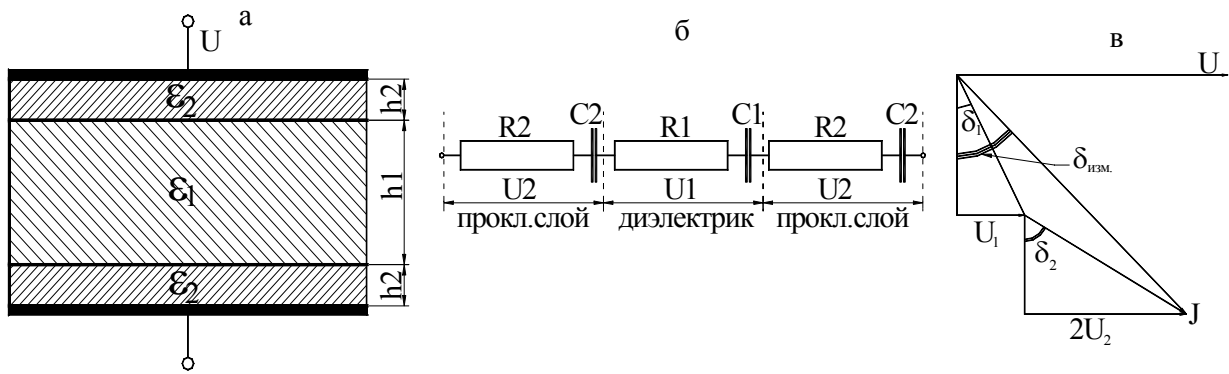 а
U
ε2
h2
ε1
h1
ε2
h2
б
R2 C2 R1 C1 R2 C2
U2 U1 U2
прокл.слой диэлектрик прокл.слой
в
U
δ1
δизм.
U1
δ2
2U2
J